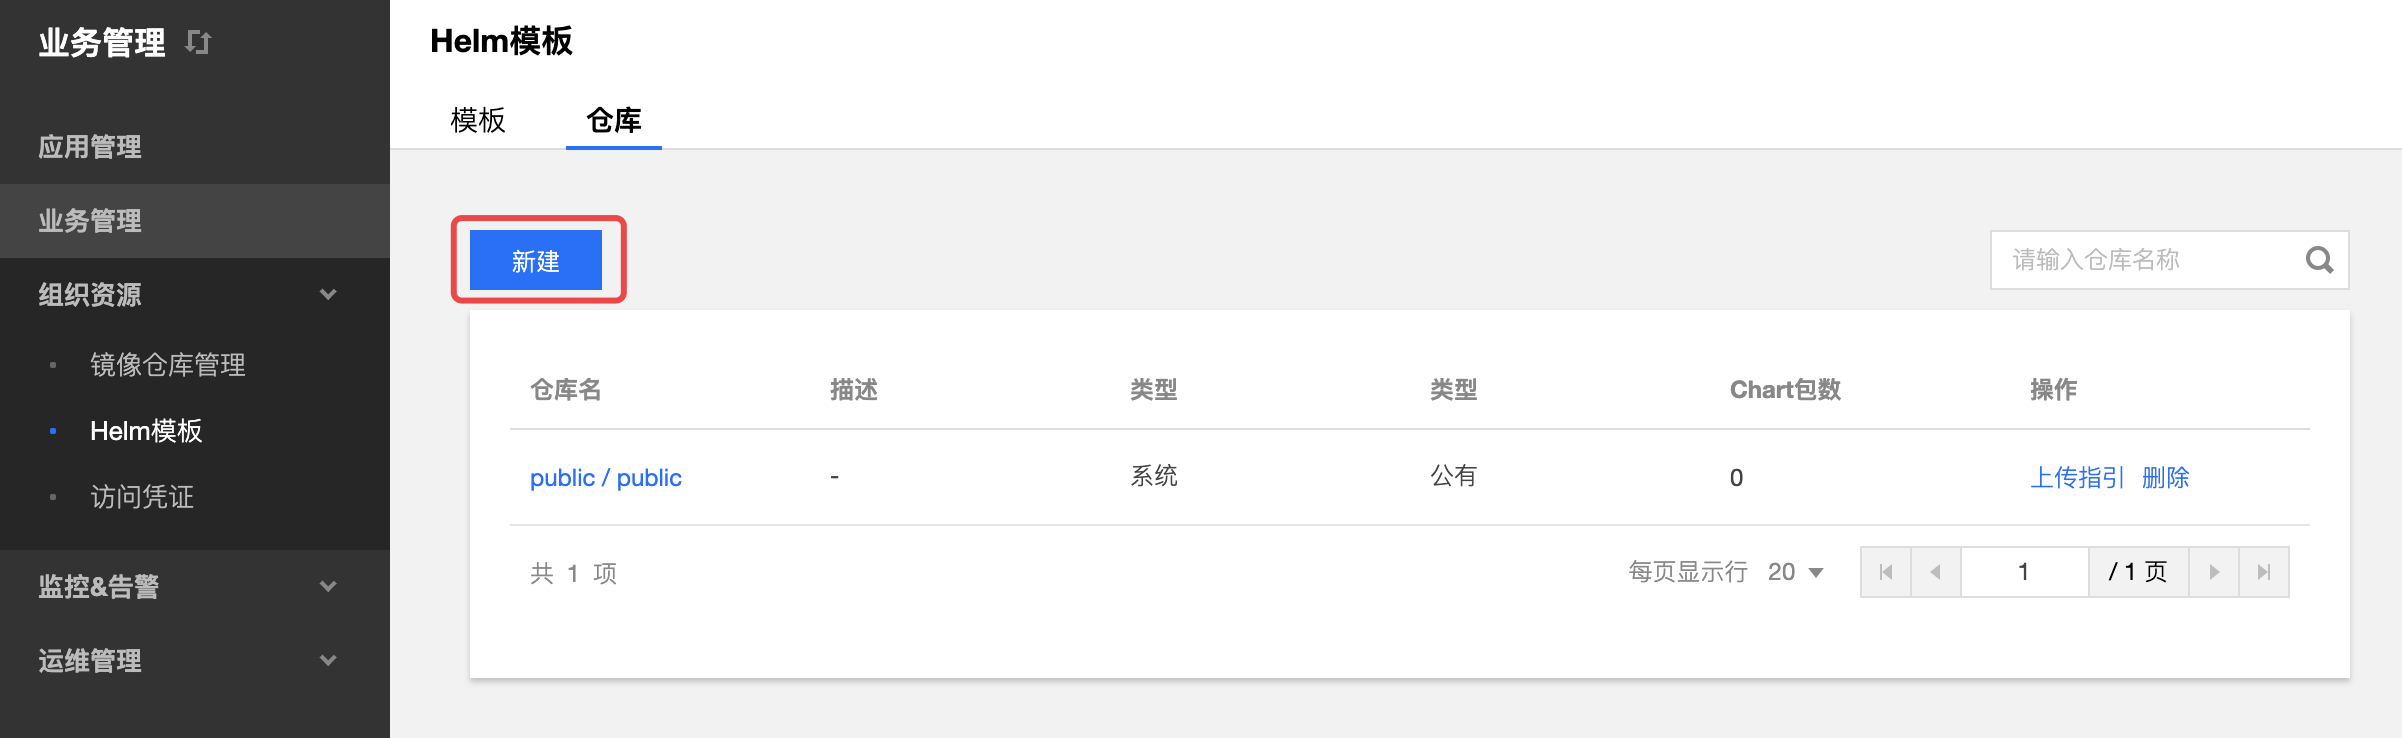 业务管理
应用管理
业务管理
组织资源
镜像仓库管理
Helm模板
访问凭证
监控&告警
运维管理
Helm模板
模板 仓库
新建
请输入仓库名称
仓库名 描述 类型 类型 Chart包数 操作
public / public - 系统 公有 0 上传指引 删除
共 1 项 每页显示行 20 1 / 1 页